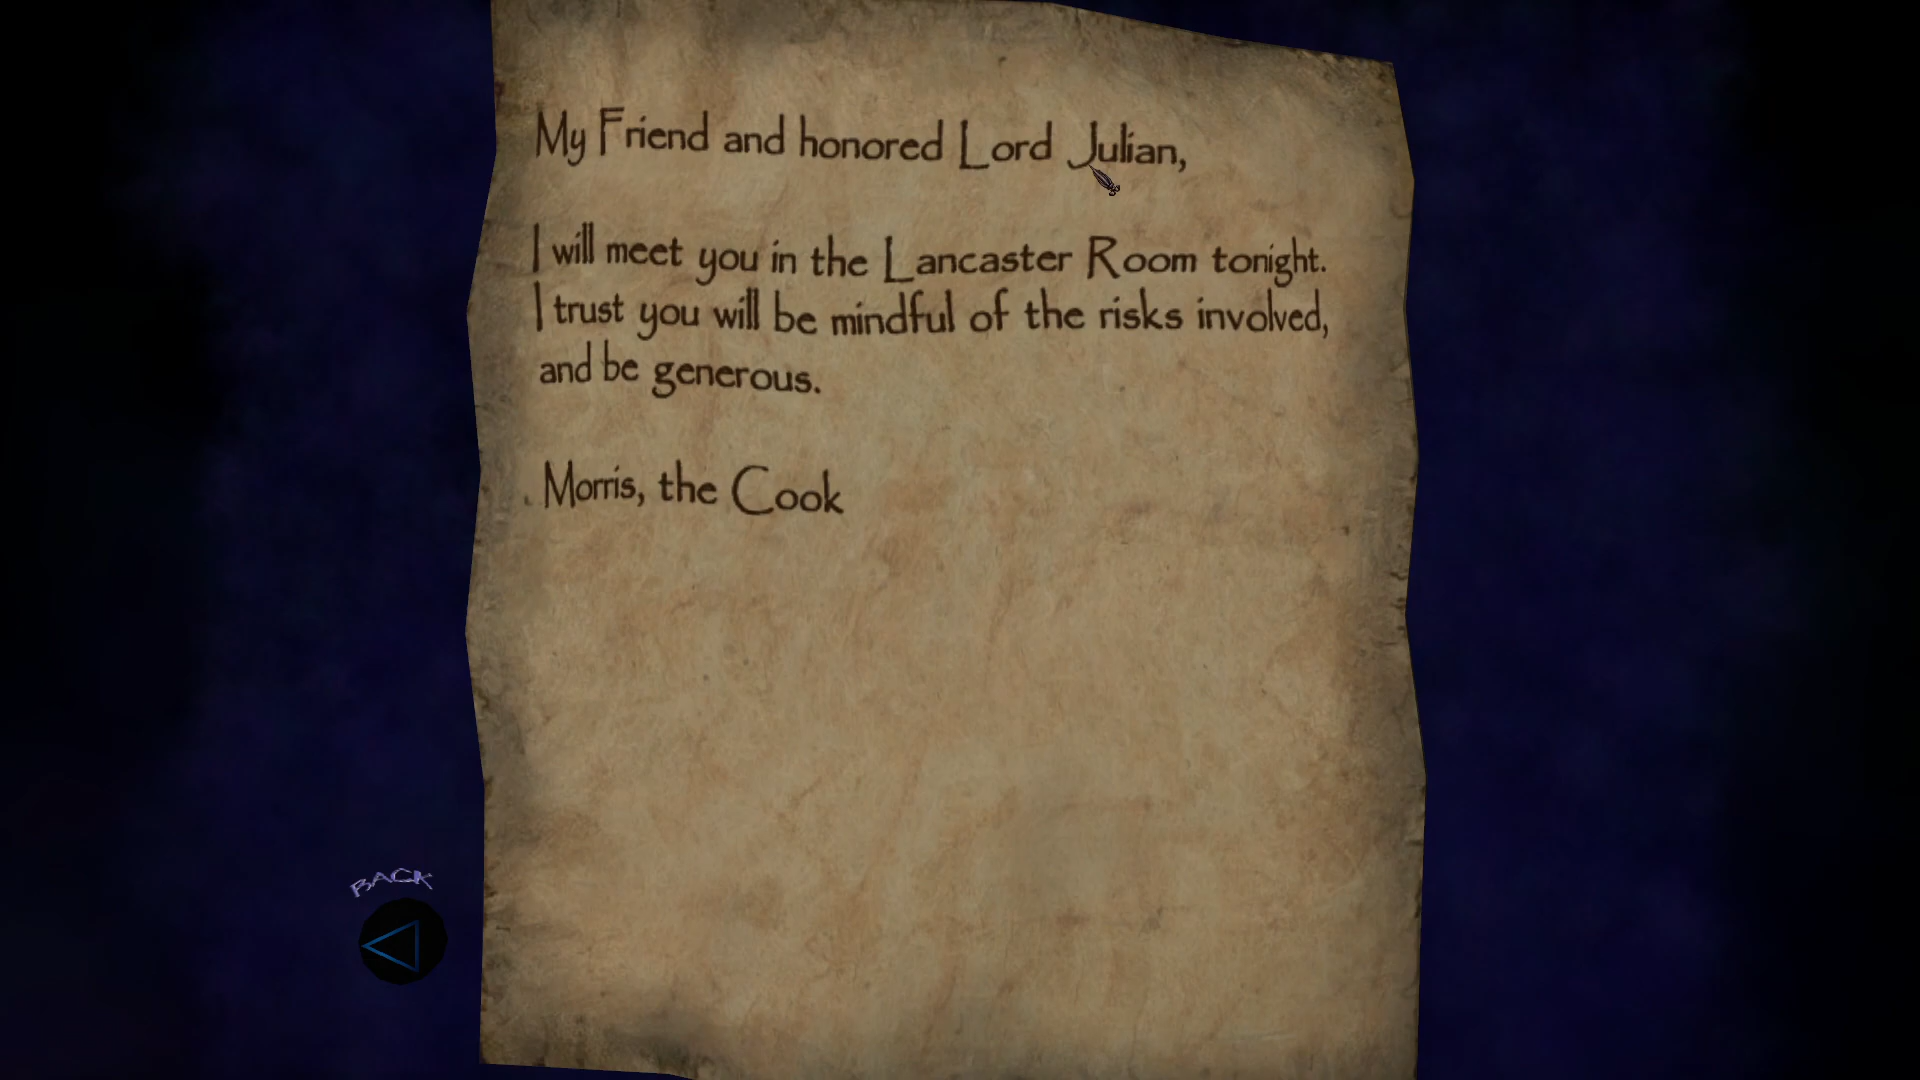 My Friend and honored Lord Julian,
I will meet you in the Lancaster Room tonight.
I trust you will be mindful of the risks involved,
and be generous.
Morris, the Cook
BACK